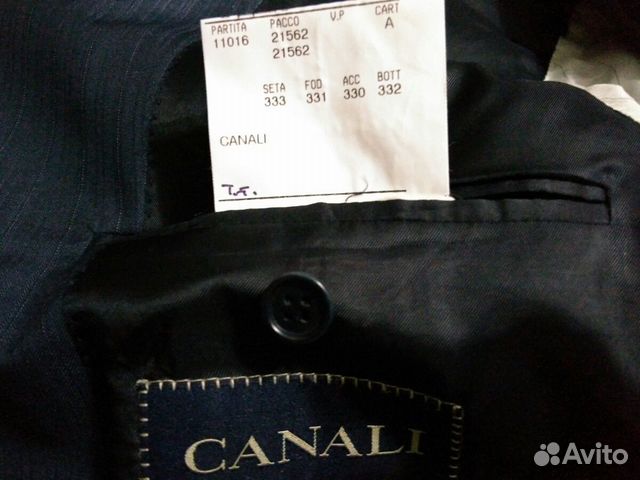 PARTITA PACCO V.P CART
11016 21562 A
21562
SETA FOD ACC BOTT
333 331 330 332
CANALI
T.F.
CANALI
Avito